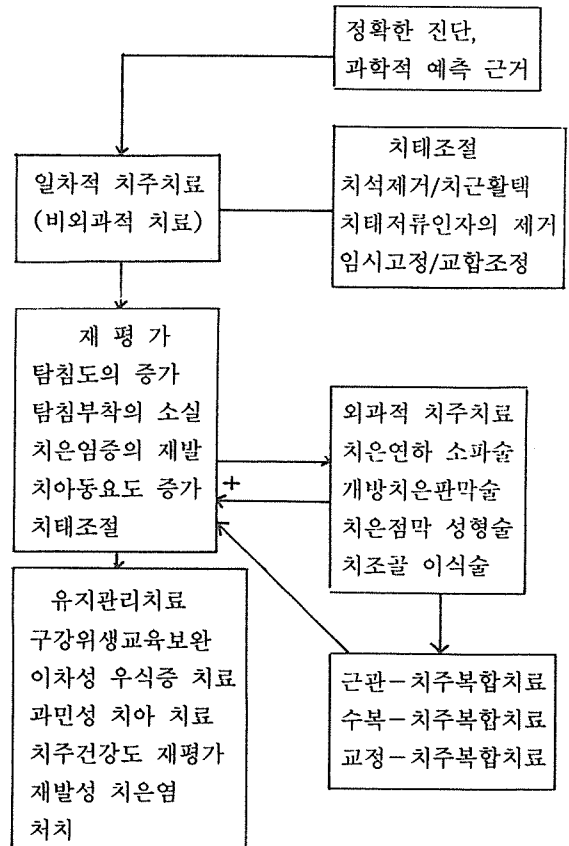 정확한 진단,
과학적 예측 근거
일차적 치주치료
(비외과적 치료)
치태조절
치석제거/치근활택
치태저류인자의 제거
임시고정/교합조정
재 평 가
탐침도의 증가
탐침부착의 소실
치은염증의 재발
치아동요도 증가
치태조절
+
외과적 치주치료
치은연하 소파술
개방치은판막술
치은점막 성형술
치조골 이식술
근관-치주복합치료
수복-치주복합치료
교정-치주복합치료
유지관리치료
구강위생교육보완
이차성 우식증 치료
과민성 치아 치료
치주건강도 재평가
재발성 치은염
처치